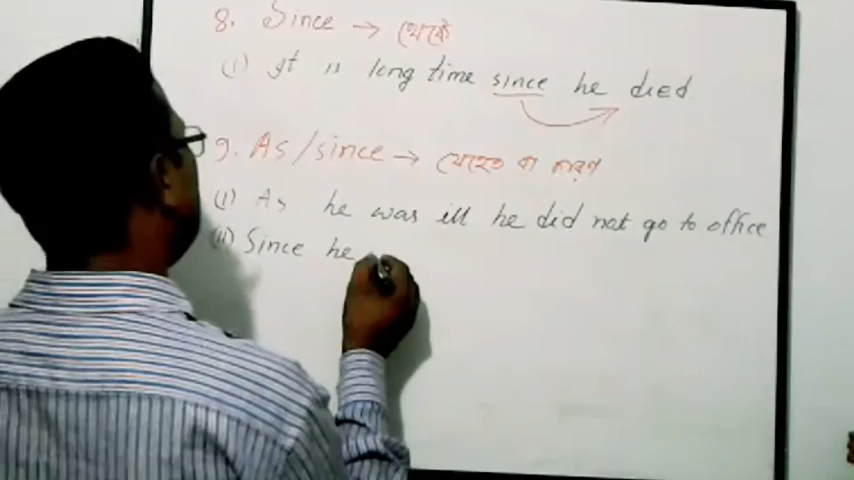 8. Since → থেকে
(i) It is long time since he died.
9. As/since → যেহেতু বা কারণ
(i) As he was ill he did not go to office
(ii) Since he